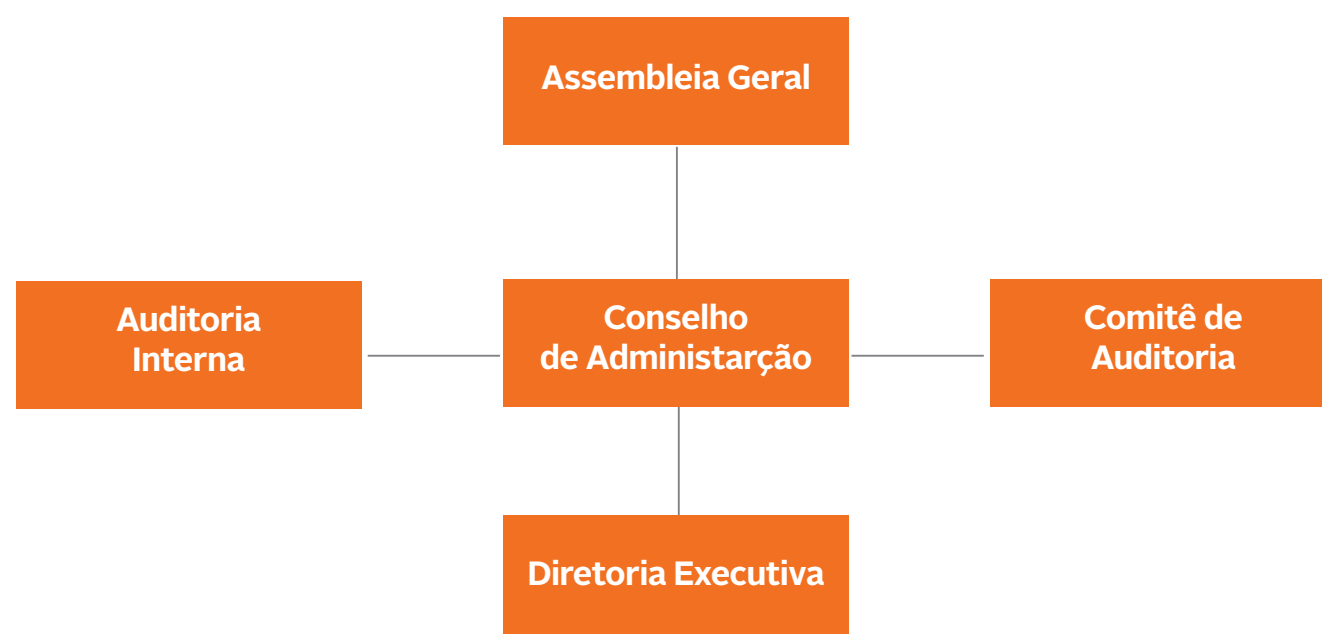 Assembleia Geral
Auditoria
Interna
Conselho
de Administarção
Comitê de
Auditoria
Diretoria Executiva